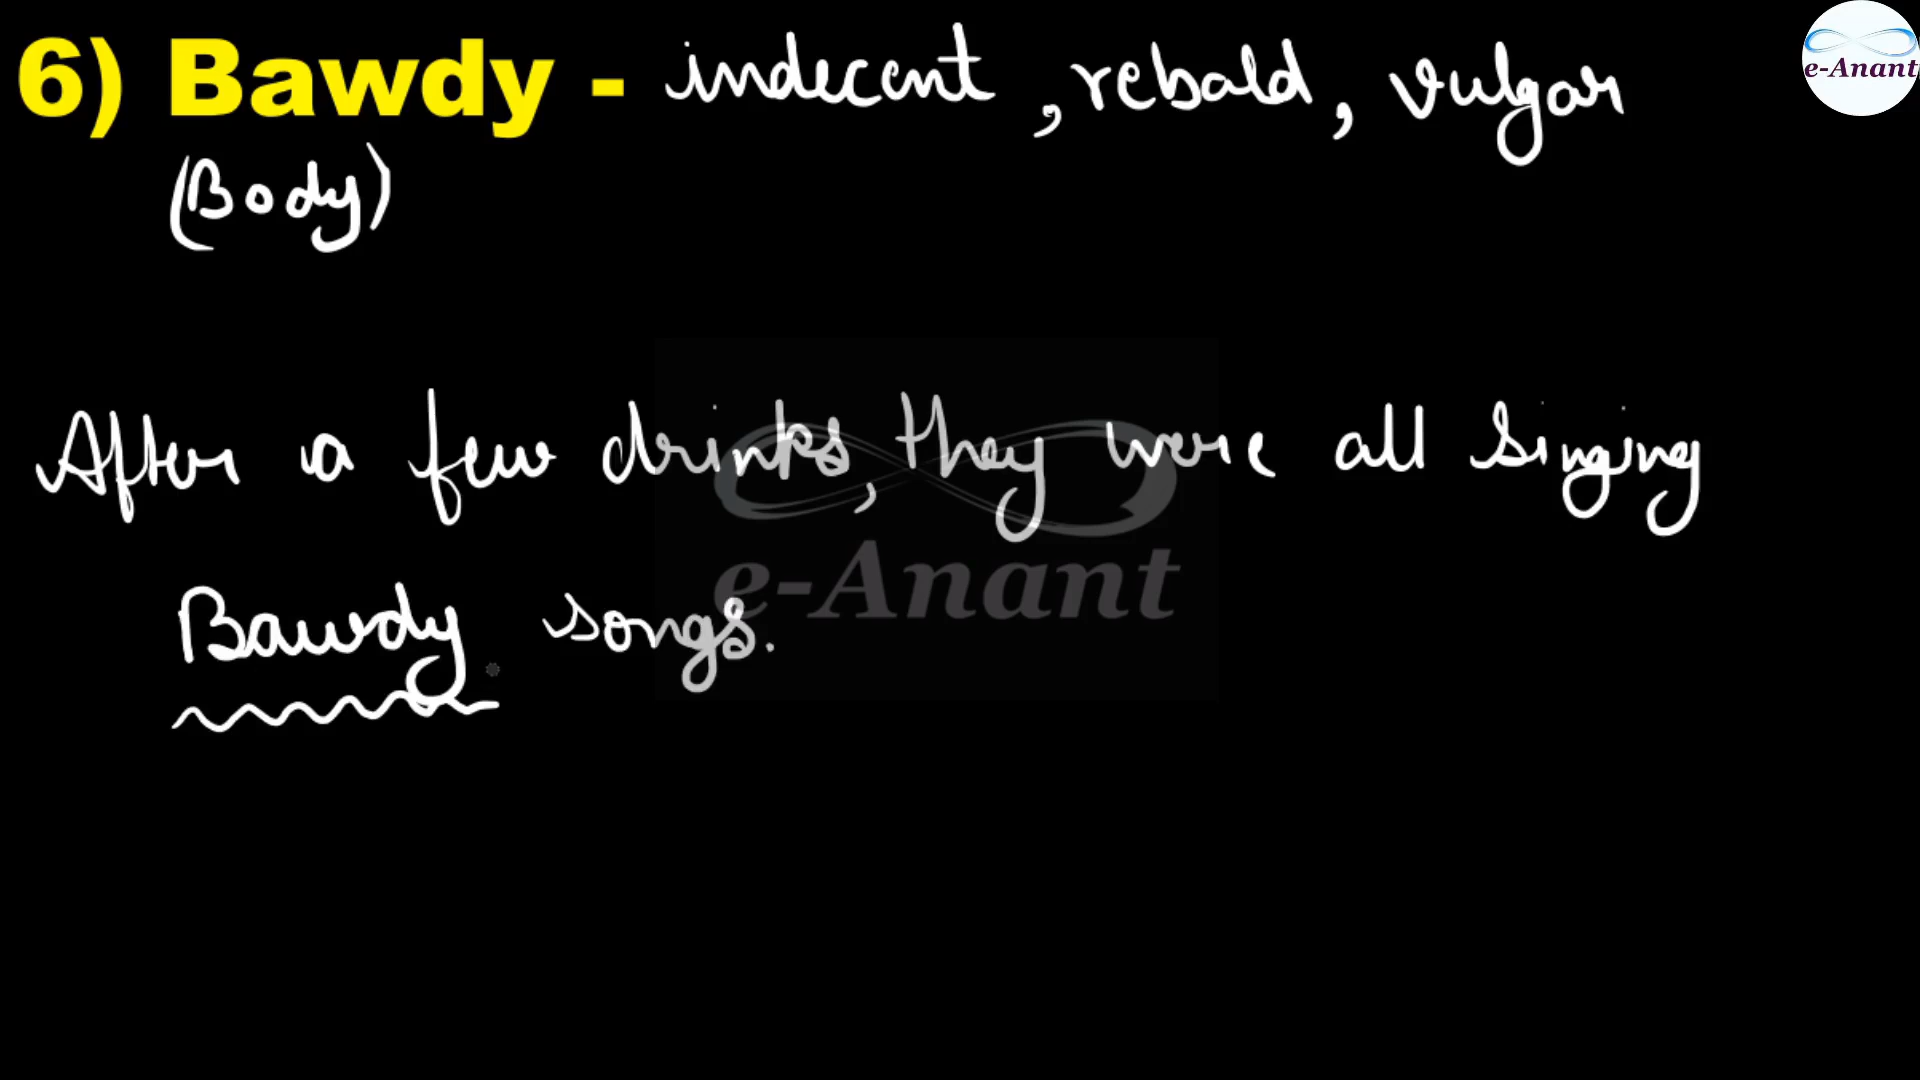 6) Bawdy - indecent, rebald, vulgar
e-Anant
(Body)
After a few drinks, they were all singing
e-Anant
Bawdy songs.